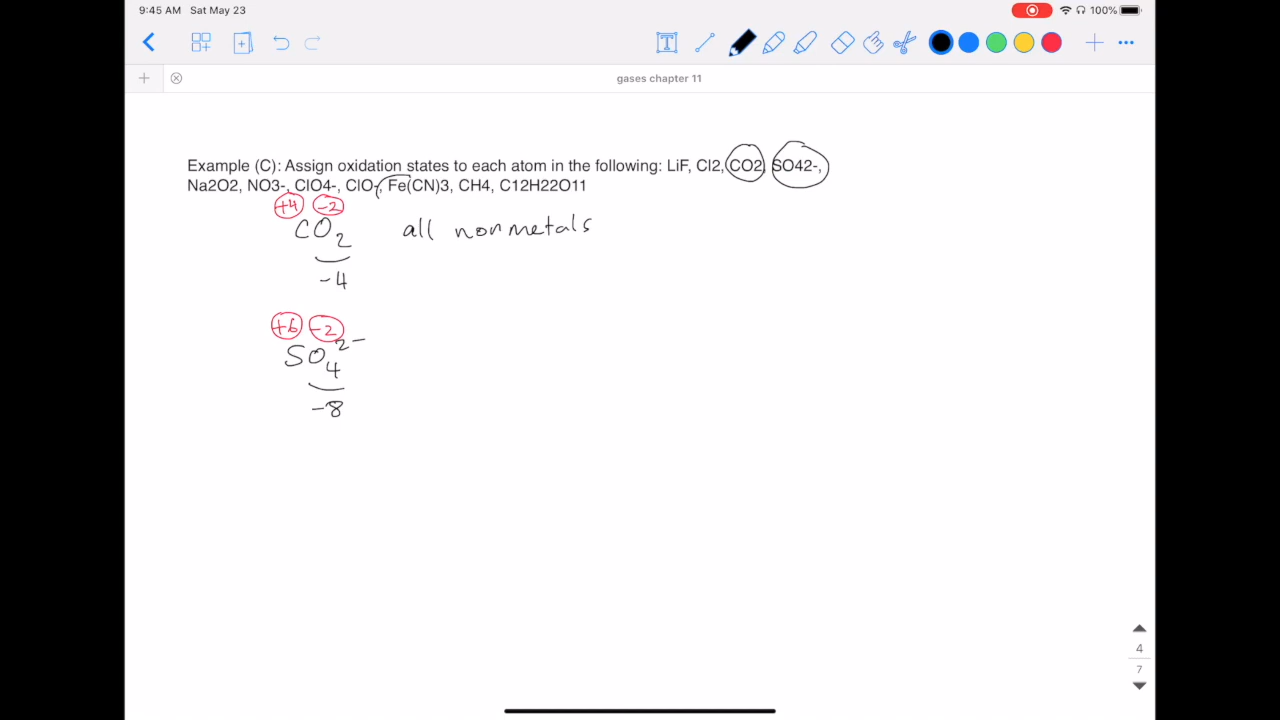 9:45 AM Sat May 23 100%
gases chapter 11
Example (C): Assign oxidation states to each atom in the following: LiF, Cl2, CO2, SO42-,
Na2O2, NO3-, ClO4-, ClO-, Fe(CN)3, CH4, C12H22O11
+4 -2
CO2 all nonmetals
-4
+6 -2
SO4 2-
-8
4
7